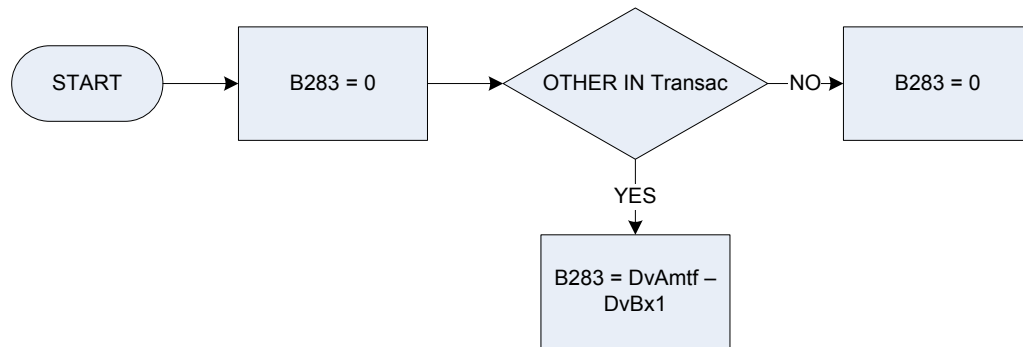 START
B283 = 0
OTHER IN Transac
NO
B283 = 0
YES
B283 = DvAmtf –
DvBx1